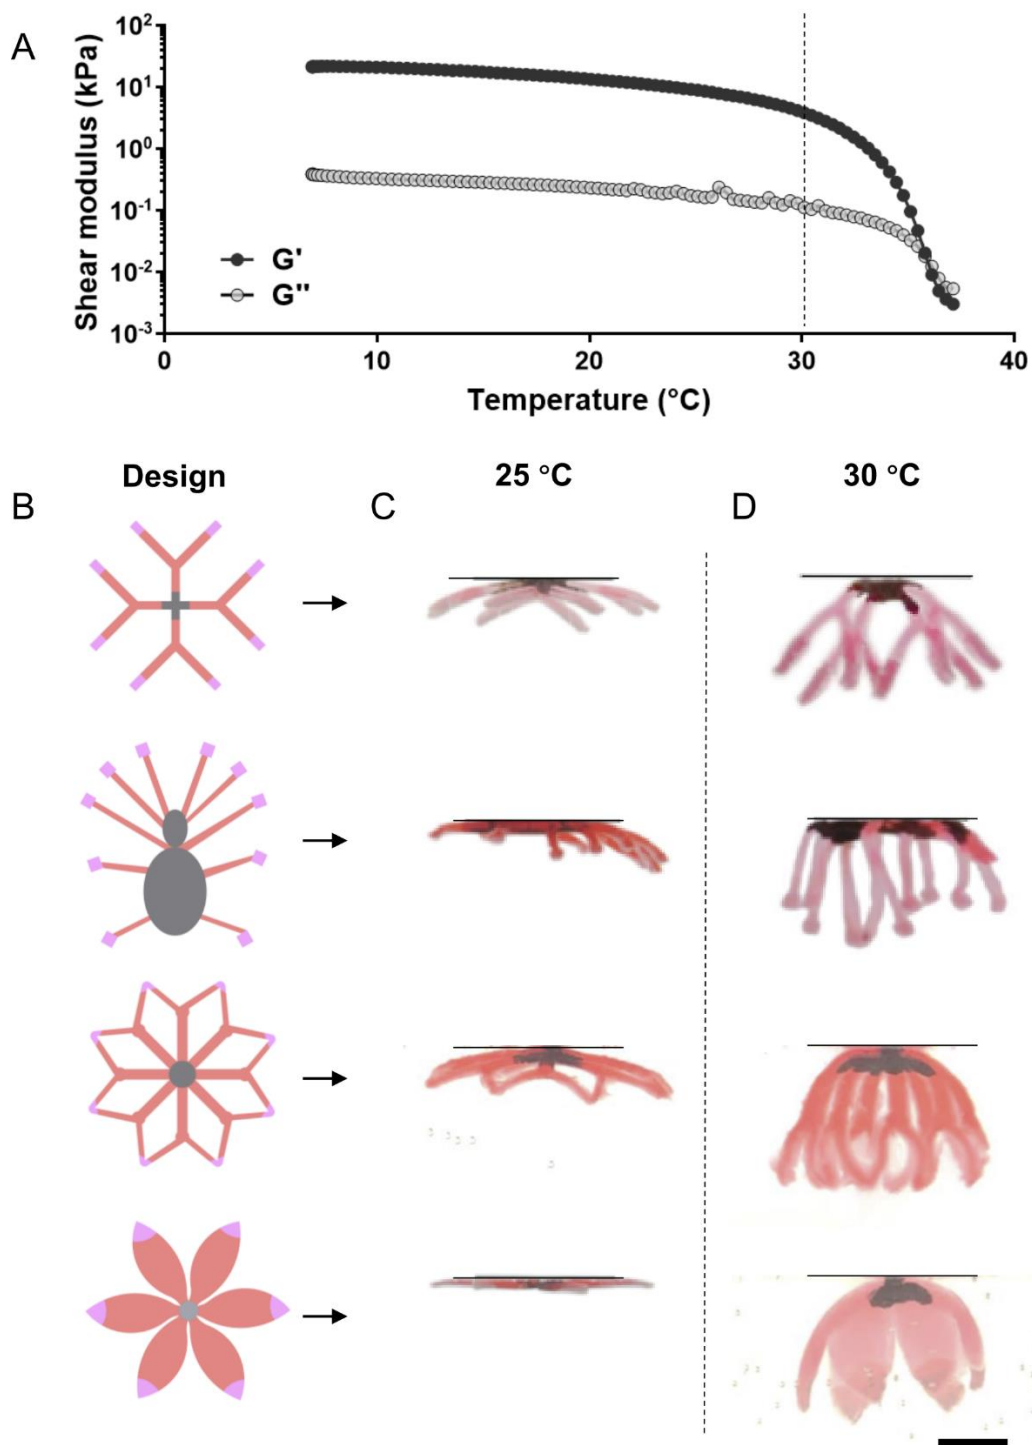 A
Shear modulus (kPa)
10²
10¹
10⁰
10⁻¹
10⁻²
10⁻³
G'
G"
0
10
20
30
40
Temperature (°C)
Design
25 °C
30 °C
B
C
D